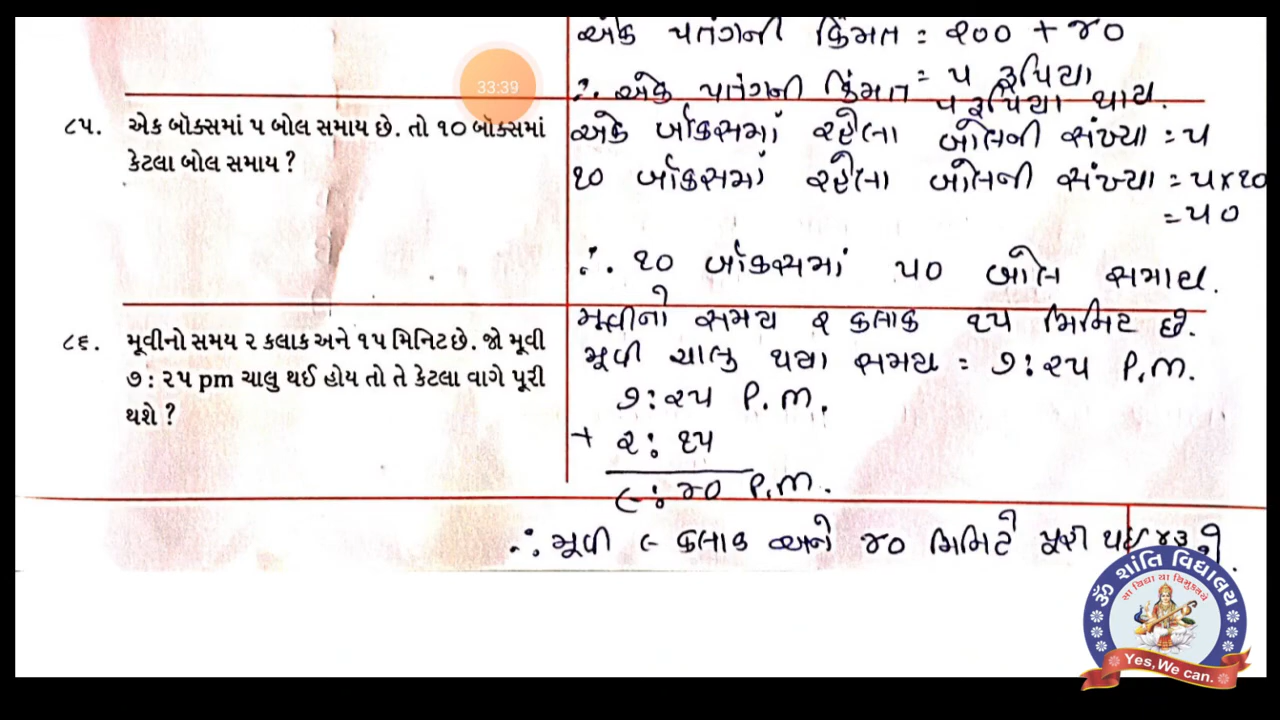 એક પતંગની કિંમત = ૨૦૦ ÷ ૪૦
= ૫ રૂપિયા
∴ એક પતંગની કિંમત ૫ રૂપિયા થાય.
33:39
૮૫. એક બૉક્સમાં ૫ બોલ સમાય છે. તો ૧૦ બૉક્સમાં
કેટલા બોલ સમાય ?
એક બૉક્સમાં રહેલા બોલની સંખ્યા = ૫
૧૦ બૉક્સમાં રહેલા બોલની સંખ્યા = ૫ x ૧૦
= ૫૦
∴ ૧૦ બૉક્સમાં ૫૦ બોલ સમાય.
૮૬. મૂવીનો સમય ૨ કલાક અને ૧૫ મિનિટ છે. જો મૂવી
૭ : ૨૫ pm ચાલુ થઈ હોય તો તે કેટલા વાગે પૂરી
થશે ?
મૂવીનો સમય ૨ કલાક ૧૫ મિનિટ છે.
મૂવી ચાલુ થયા સમય = ૭:૨૫ P.M.
૭:૨૫ P.M.
+ ૨:૧૫
૯:૪૦ P.M.
∴ મૂવી ૯ કલાક અને ૪૦ મિનિટે પૂરી થઈ
૪૩
ૐ શાંતિ વિદ્યાલય
સા વિદ્યા યા વિમુક્તયે
Yes, We can.